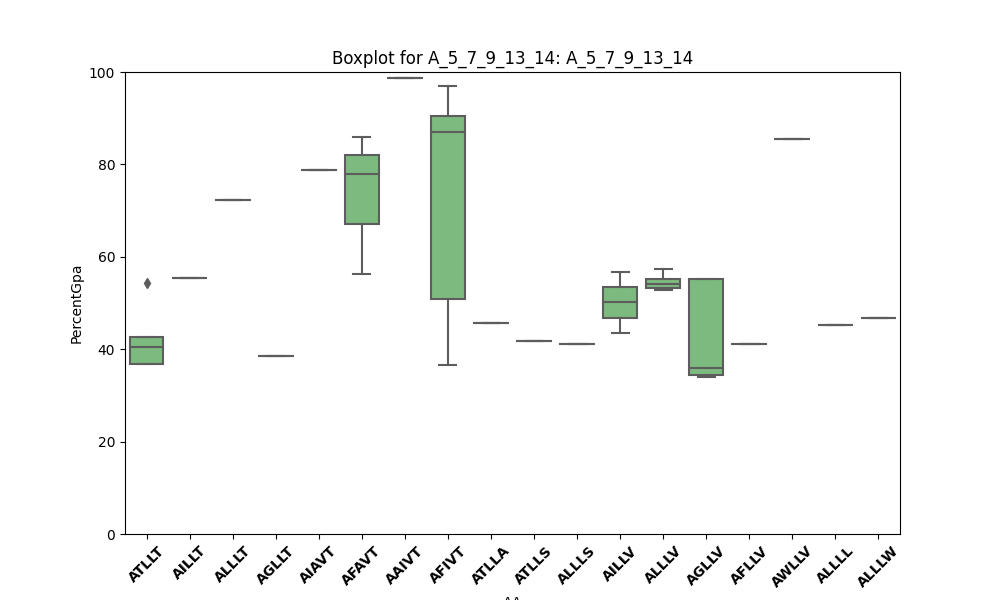 Boxplot for A_5_7_9_13_14: A_5_7_9_13_14
100
80
60
40
20
0
PercentGpa
ATLLT
AILLT
ALLLT
AGLLT
AIAVT
AFAVT
AAIVT
AFIVT
ATLLA
ATLLS
ALLLS
AILLV
ALLLV
AGLLV
AFLLV
AWLLV
ALLLL
ALLLW